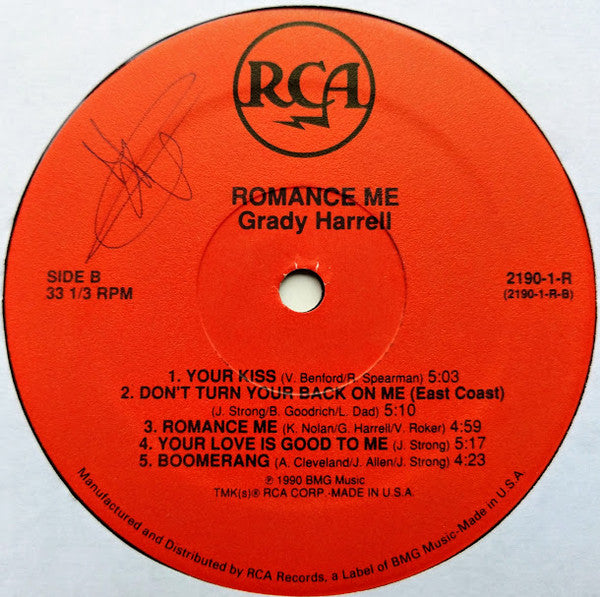 RCA
ROMANCE ME
Grady Harrell
SIDE B
33 1/3 RPM
2190-1-R
(2190-1-R-B)
1. YOUR KISS (V. Benford/R. Spearman) 5:03
2. DON'T TURN YOUR BACK ON ME (East Coast)
(J. Strong/B. Goodrich/L. Dad) 5:10
3. ROMANCE ME (K. Nolan/G. Harrell/V. Roker) 4:59
4. YOUR LOVE IS GOOD TO ME (J. Strong) 5:17
5. BOOMERANG (A. Cleveland/J. Allen/J. Strong) 4:23
℗ 1990 BMG Music
TMK(s)® RCA CORP.-MADE IN U.S.A.
Manufactured and Distributed by RCA Records, a Label of BMG Music-Made in U.S.A.